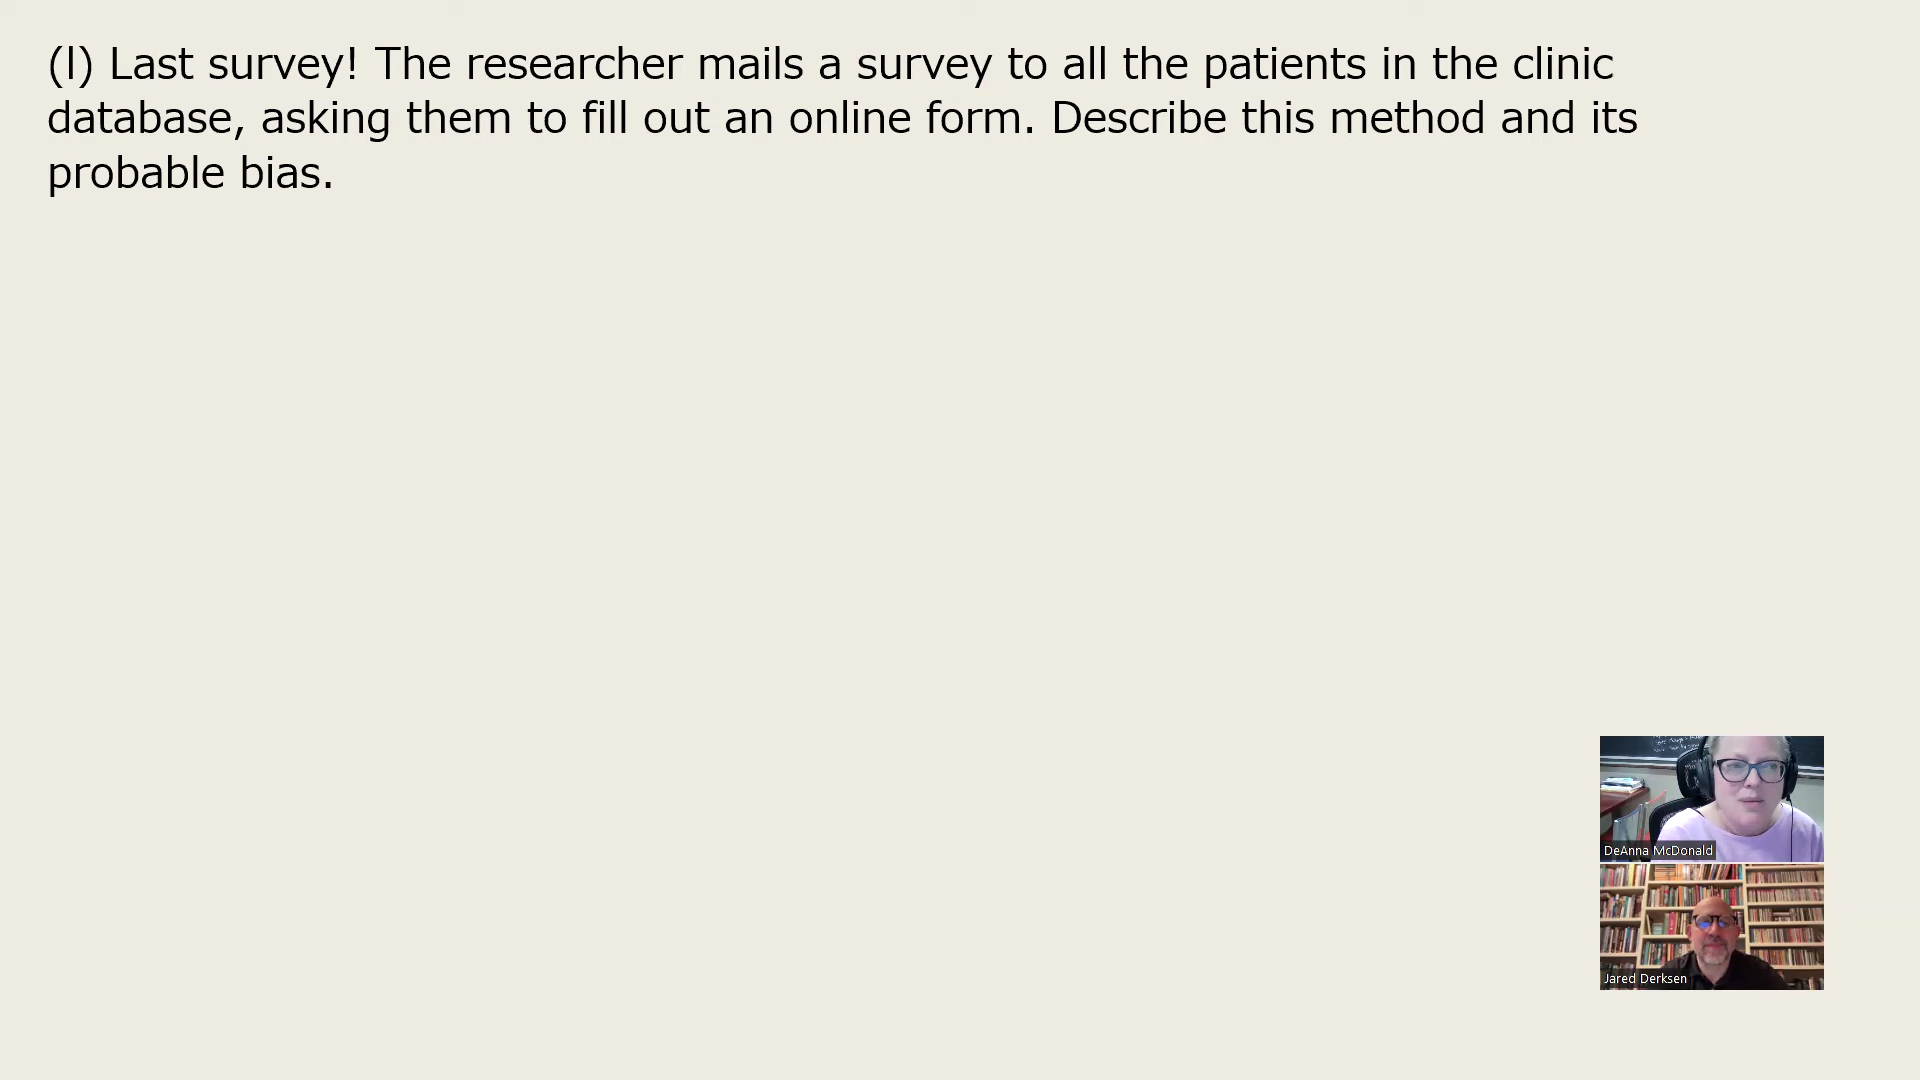 (l) Last survey! The researcher mails a survey to all the patients in the clinic
database, asking them to fill out an online form. Describe this method and its
probable bias.
DeAnna McDonald
Jared Derksen